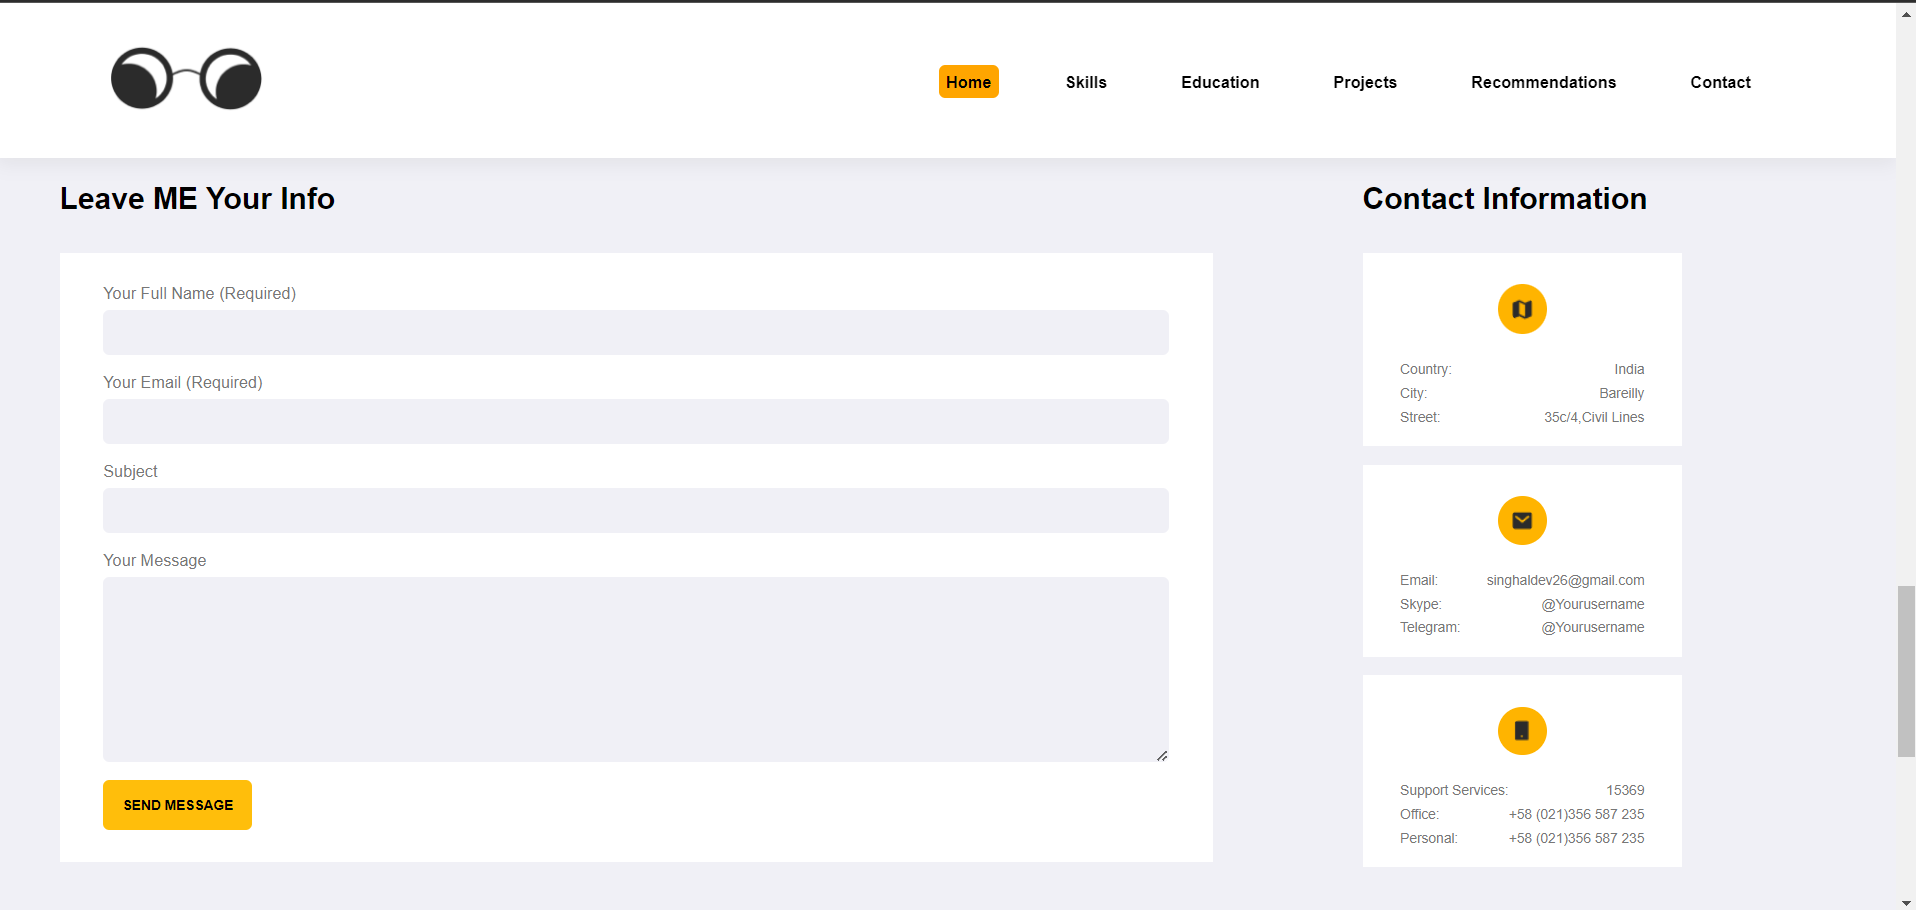 Home Skills Education Projects Recommendations Contact
Leave ME Your Info
Your Full Name (Required)
Your Email (Required)
Subject
Your Message
SEND MESSAGE
Contact Information
Country: India
City: Bareilly
Street: 35c/4,Civil Lines
Email: singhaldev26@gmail.com
Skype: @Yourusername
Telegram: @Yourusername
Support Services: 15369
Office: +58 (021)356 587 235
Personal: +58 (021)356 587 235